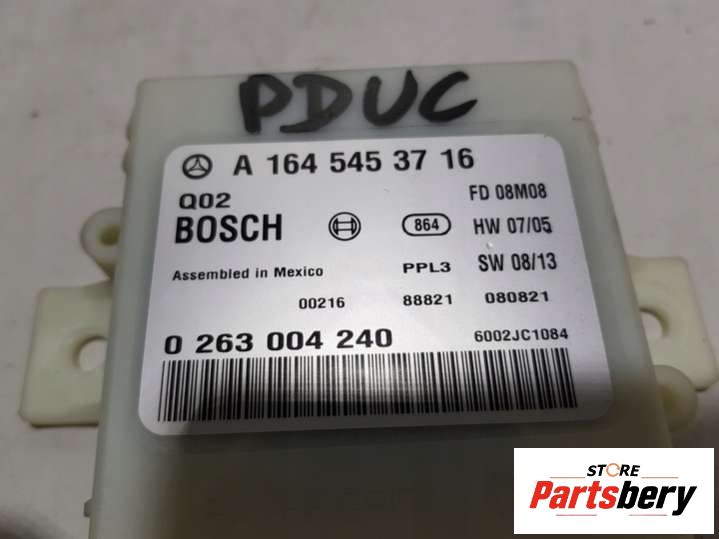 PDUC
A 164 545 37 16
Q02
FD 08M08
BOSCH
864
HW 07/05
Assembled in Mexico
PPL3
SW 08/13
00216
88821
080821
0 263 004 240
6002JC1084
STORE
Partsbery